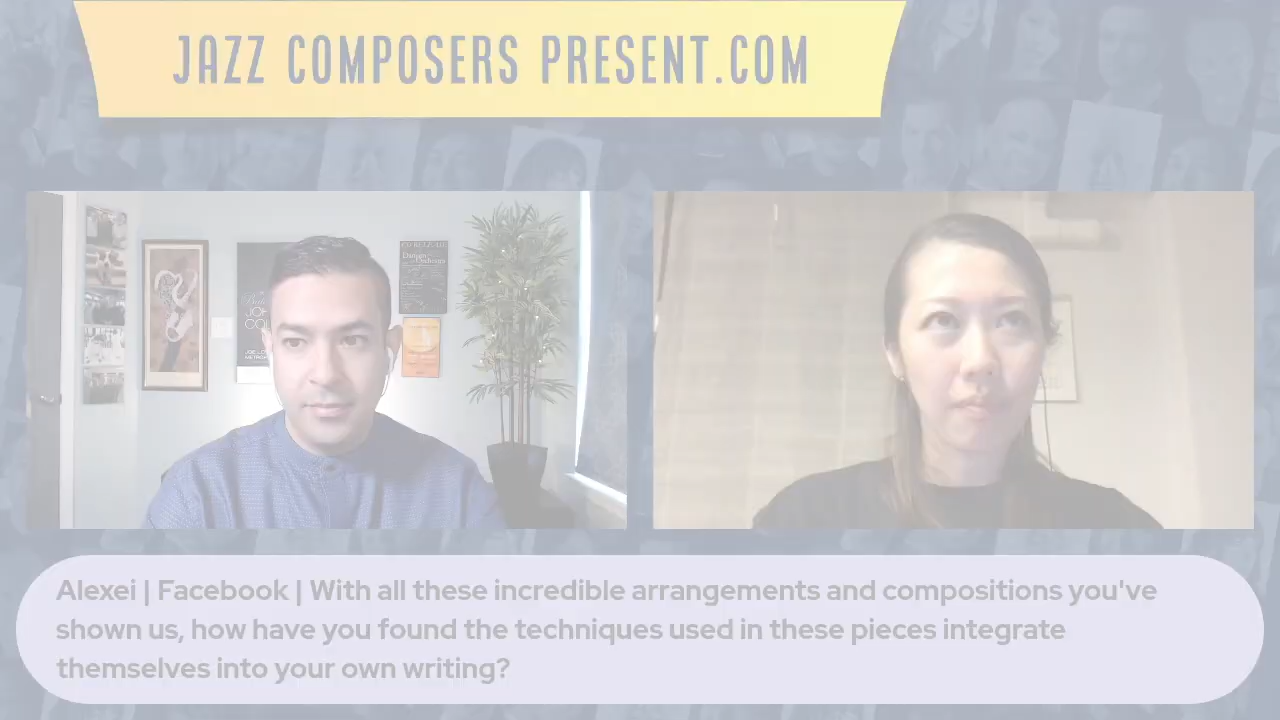 JAZZ COMPOSERS PRESENT.COM
Alexei | Facebook | With all these incredible arrangements and compositions you've
shown us, how have you found the techniques used in these pieces integrate
themselves into your own writing?